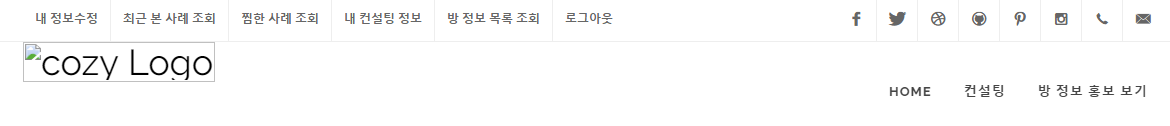 내 정보수정 최근 본 사례 조회 찜한 사례 조회 내 컨설팅 정보 방 정보 목록 조회 로그아웃
cozy Logo
HOME 컨설팅 방 정보 홍보 보기